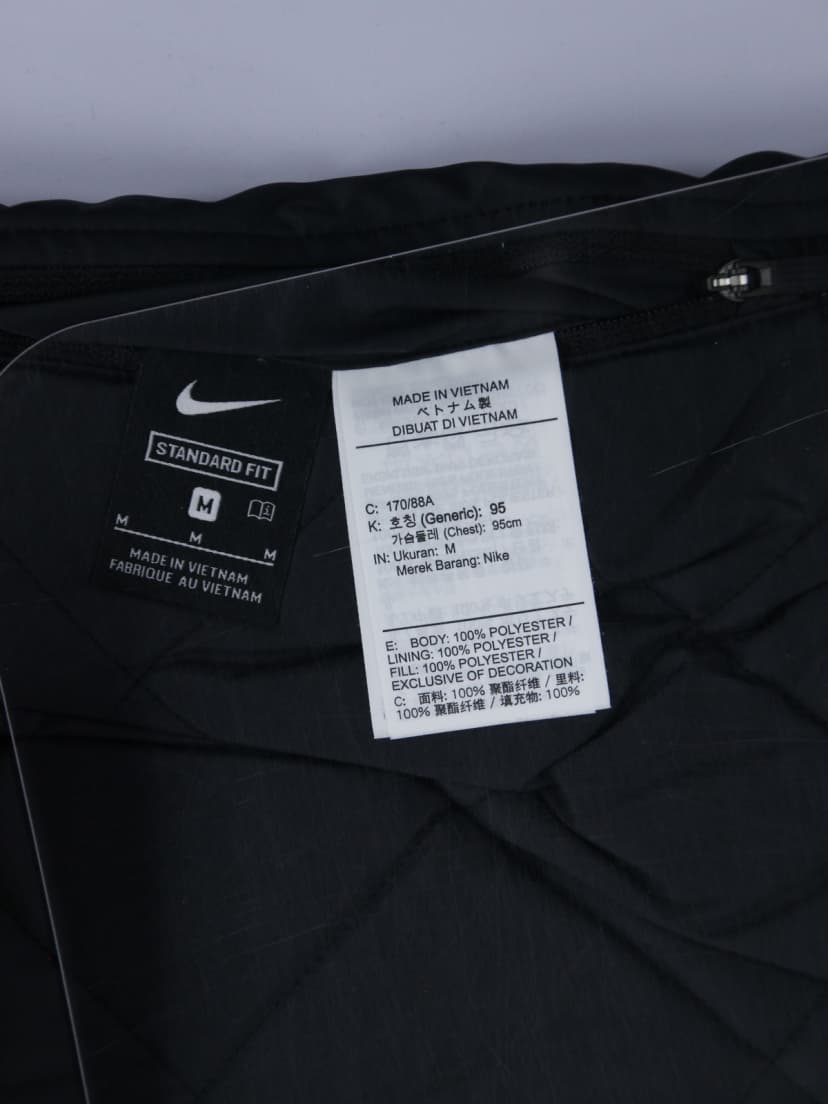 STANDARD FIT
M
M
M
M
MADE IN VIETNAM
FABRIQUE AU VIETNAM
MADE IN VIETNAM
ベトナム製
DIBUAT DI VIETNAM
C: 170/88A
K: 호칭 (Generic): 95
가슴둘레 (Chest): 95cm
IN: Ukuran: M
Merek Barang: Nike
E: BODY: 100% POLYESTER /
LINING: 100% POLYESTER /
FILL: 100% POLYESTER /
EXCLUSIVE OF DECORATION
C: 面料: 100% 聚酯纤维 / 里料:
100% 聚酯纤维 / 填充物: 100%